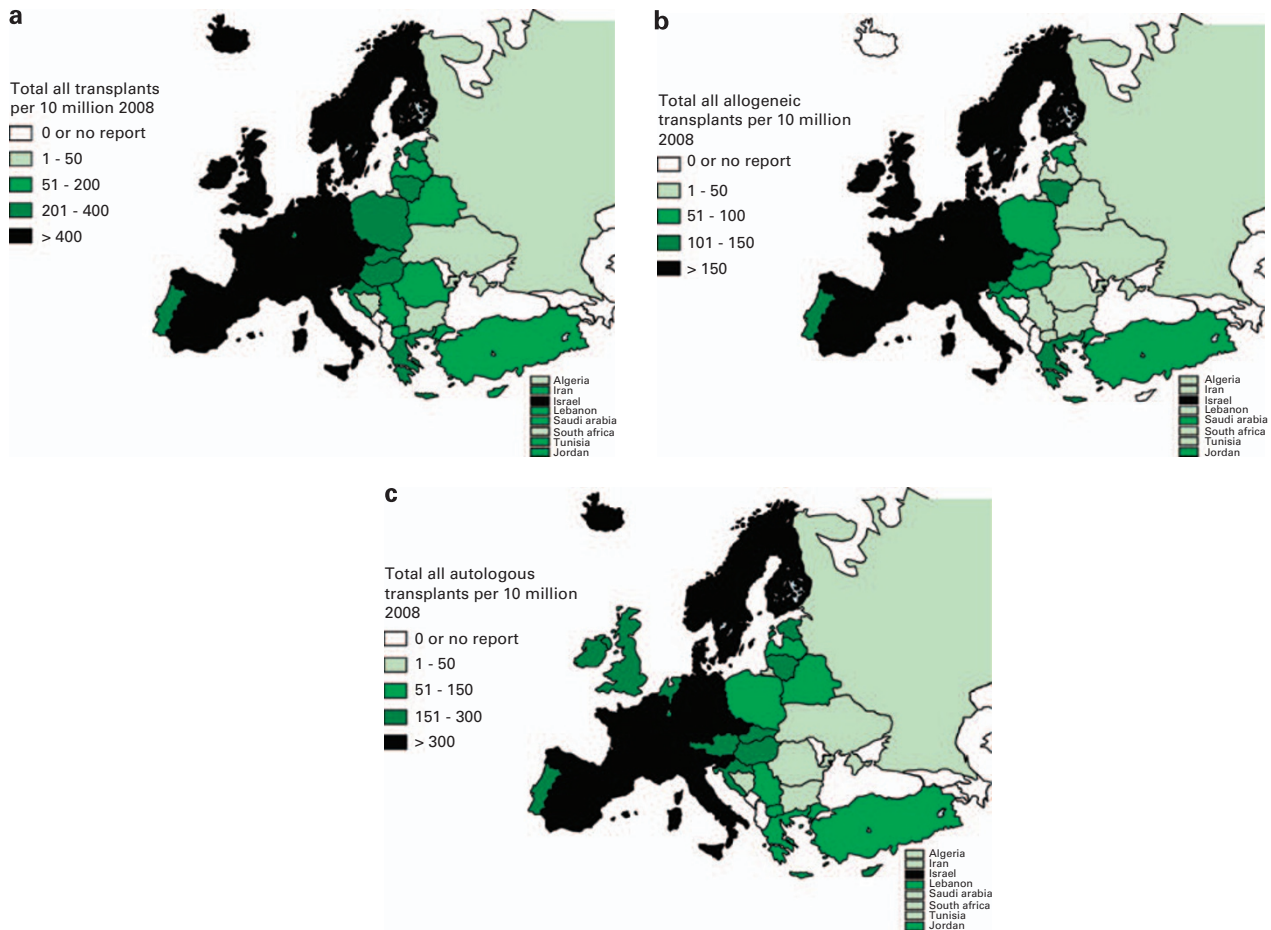 a
Total all transplants
per 10 million 2008
0 or no report
1 - 50
51 - 200
201 - 400
> 400
Algeria
Iran
Israel
Lebanon
Saudi arabia
South africa
Tunisia
Jordan
b
Total all allogeneic
transplants per 10 million
2008
0 or no report
1 - 50
51 - 100
101 - 150
> 150
Algeria
Iran
Israel
Lebanon
Saudi arabia
South africa
Tunisia
Jordan
c
Total all autologous
transplants per 10 million
2008
0 or no report
1 - 50
51 - 150
151 - 300
> 300
Algeria
Iran
Israel
Lebanon
Saudi arabia
South africa
Tunisia
Jordan